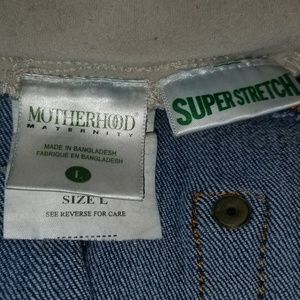 MOTHERHOOD
MATERNITY
MADE IN BANGLADESH
FABRIQUE EN BANGLADESH
L
SIZE L
SEE REVERSE FOR CARE
SUPER STRETCH